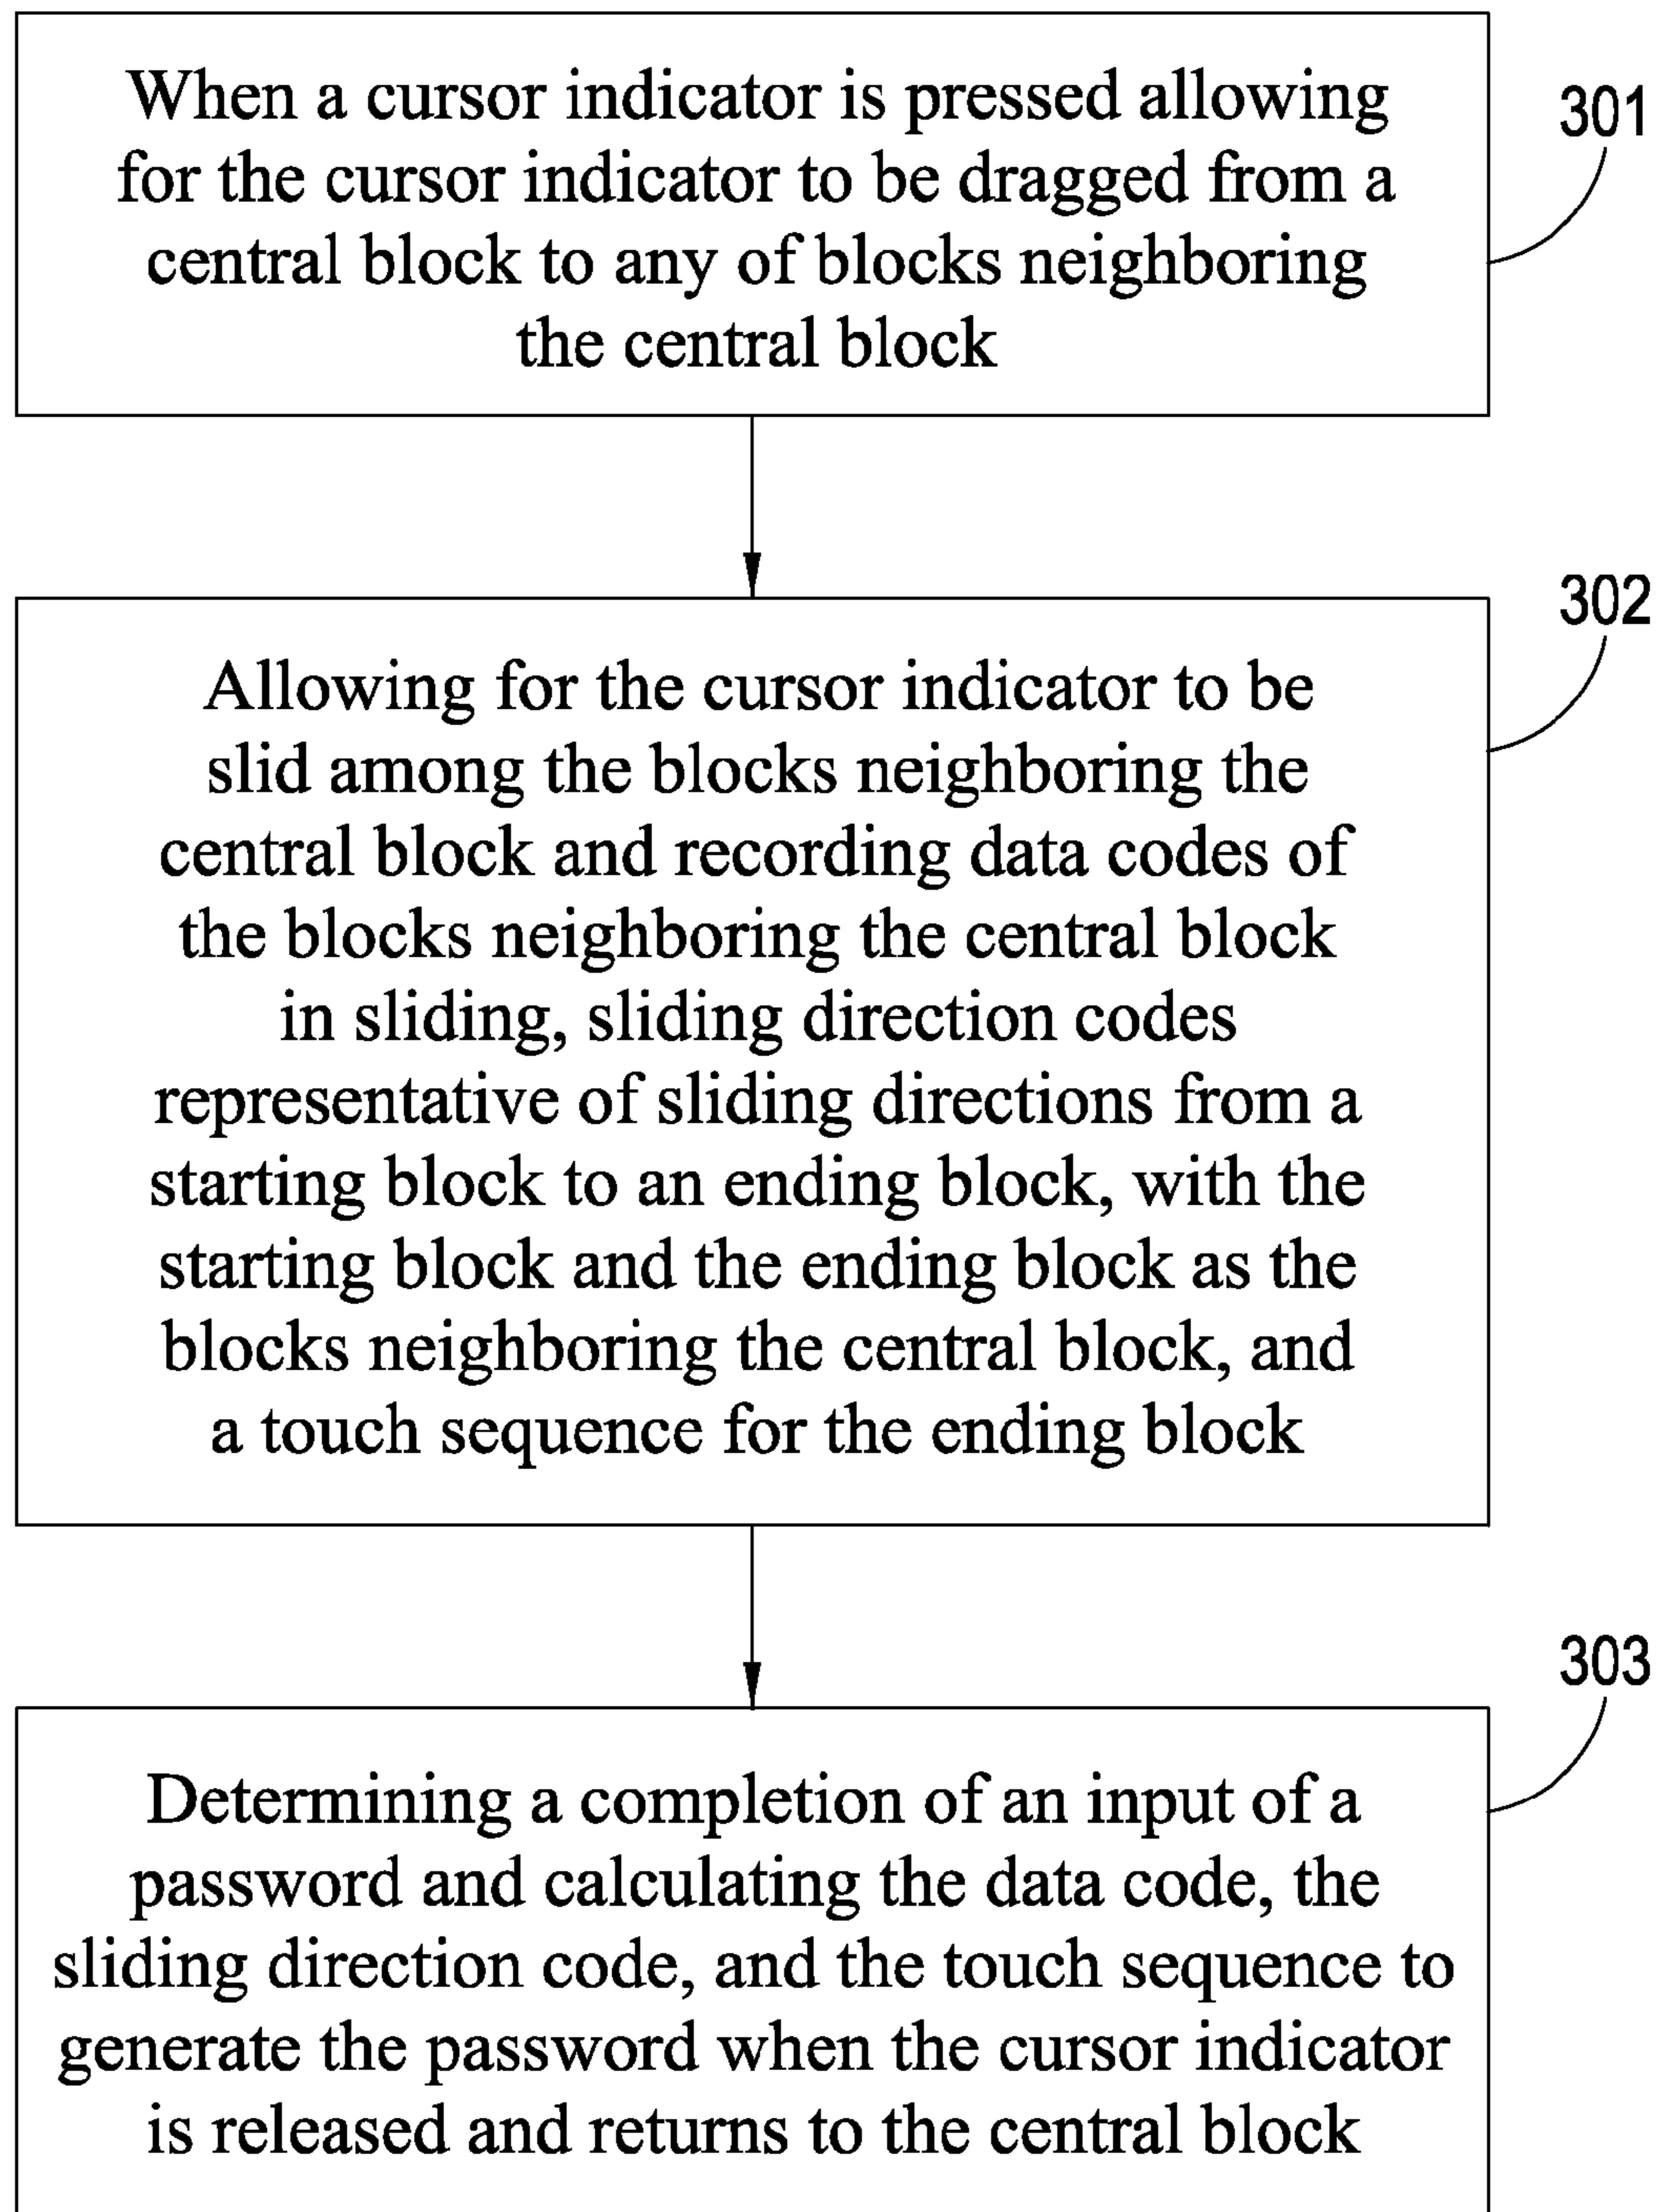 When a cursor indicator is pressed allowing
for the cursor indicator to be dragged from a
central block to any of blocks neighboring
the central block
301
Allowing for the cursor indicator to be
slid among the blocks neighboring the
central block and recording data codes of
the blocks neighboring the central block
in sliding, sliding direction codes
representative of sliding directions from a
starting block to an ending block, with the
starting block and the ending block as the
blocks neighboring the central block, and
a touch sequence for the ending block
302
Determining a completion of an input of a
password and calculating the data code, the
sliding direction code, and the touch sequence to
generate the password when the cursor indicator
is released and returns to the central block
303